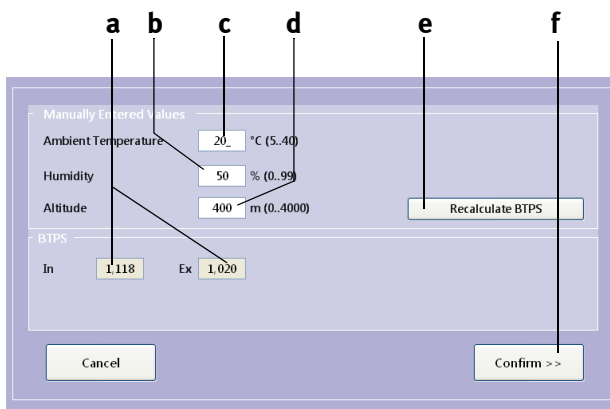 a b c d e f
Manually Entered Values
Ambient Temperature 20_ °C (5..40)
Humidity 50 % (0..99)
Altitude 400 m (0..4000) Recalculate BTPS
BTPS
In 1,118 Ex 1,020
Cancel Confirm >>